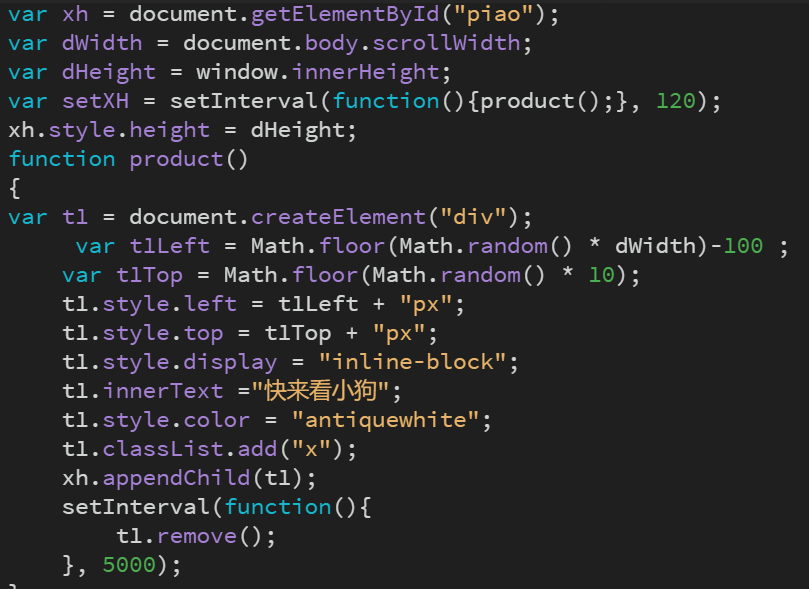 var xh = document.getElementById("piao");
var dWidth = document.body.scrollWidth;
var dHeight = window.innerHeight;
var setXH = setInterval(function(){product();}, 120);
xh.style.height = dHeight;
function product()
{
var tl = document.createElement("div");
     var tlLeft = Math.floor(Math.random() * dWidth)-100 ;
    var tlTop = Math.floor(Math.random() * 10);
    tl.style.left = tlLeft + "px";
    tl.style.top = tlTop + "px";
    tl.style.display = "inline-block";
    tl.innerText ="快来看小狗";
    tl.style.color = "antiquewhite";
    tl.classList.add("x");
    xh.appendChild(tl);
    setInterval(function(){
        tl.remove();
    }, 5000);